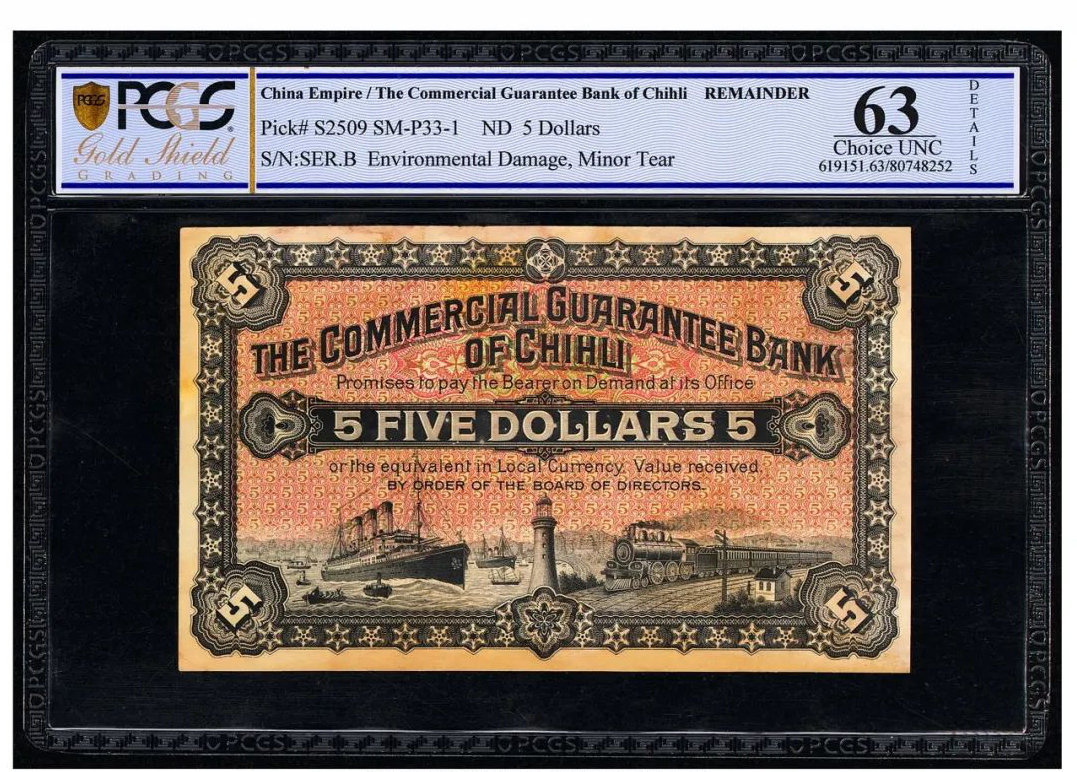 PCGS
PCGS
Gold Shield
GRADING
China Empire / The Commercial Guarantee Bank of Chihli REMAINDER
Pick# S2509 SM-P33-1 ND 5 Dollars
S/N:SER.B Environmental Damage, Minor Tear
63
Choice UNC
619151.63/80748252
DETAILS
5
5
THE COMMERCIAL GUARANTEE BANK
OF CHIHLI
Promises to pay the Bearer on Demand at its Office
5 FIVE DOLLARS 5
or the equivalent in Local Currency. Value received.
BY ORDER OF THE BOARD OF DIRECTORS.
5
5